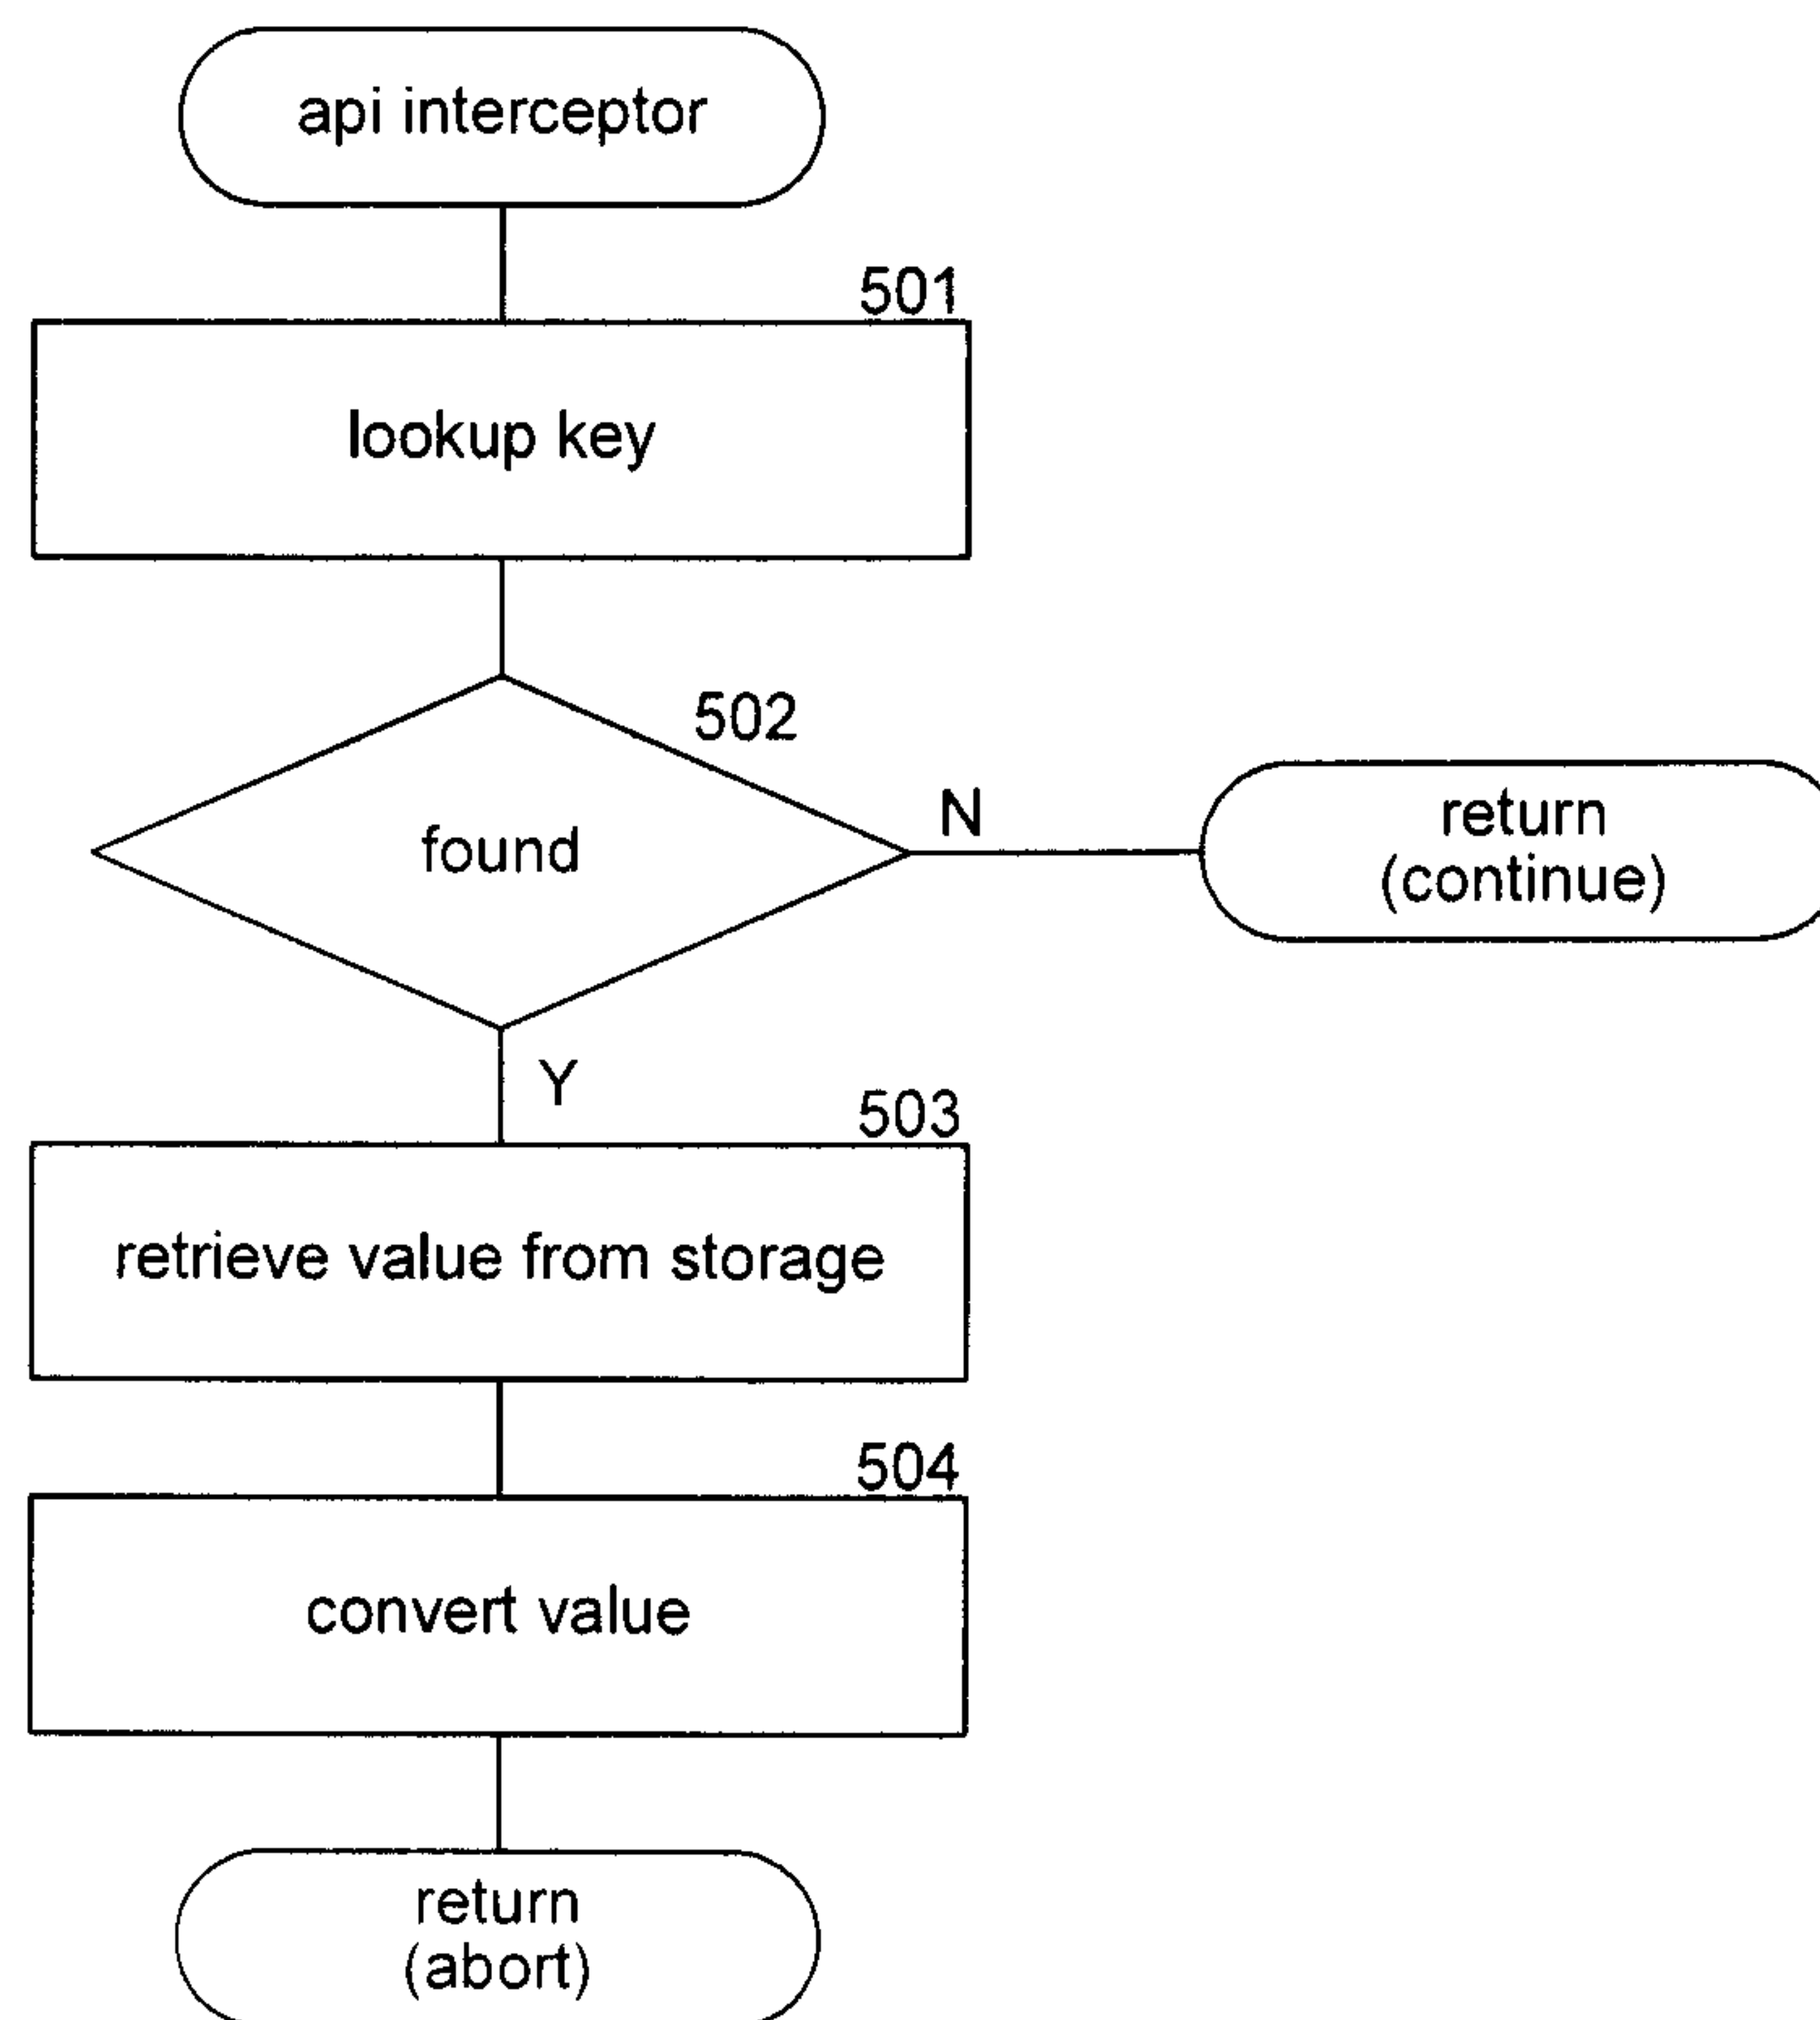 api interceptor
501
lookup key
502
found
N
return
(continue)
Y
503
retrieve value from storage
504
convert value
return
(abort)